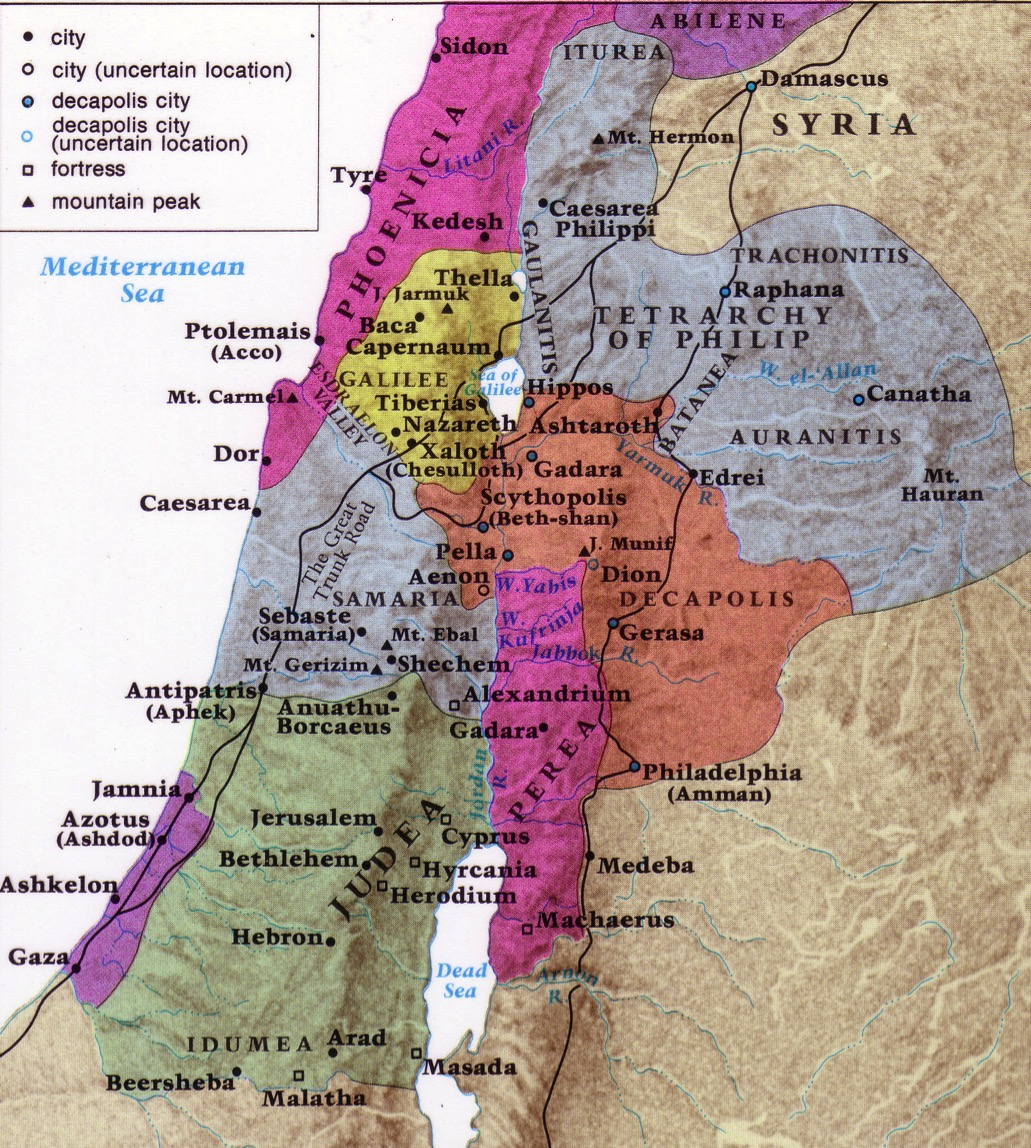 city
city (uncertain location)
decapolis city
decapolis city
(uncertain location)
fortress
mountain peak
ABILENE
Sidon
ITUREA
Damascus
SYRIA
Mt. Hermon
Litani R.
PHOENICIA
Tyre
Caesarea
Philippi
Kedesh
GAULANITIS
Mediterranean
Sea
TRACHONITIS
Thella
J. Jarmuk
Raphana
Baca
TETRARCHY
OF PHILIP
Ptolemais
(Acco)
Capernaum
ESDRAELON
VALLEY
GALILEE
Sea of
Galilee
Hippos
BATANEA
W. el-'Allan
Canatha
Mt. Carmel
Tiberias
Nazareth
Ashtaroth
AURANITIS
Dor
Xaloth
(Chesulloth)
Gadara
Yarmuk R.
Edrei
Mt.
Hauran
Caesarea
Scythopolis
(Beth-shan)
The Great
Trunk Road
Pella
J. Munif
Aenon
W. Yabis
Dion
SAMARIA
DECAPOLIS
W.
Kufrinja
Sebaste
(Samaria)
Mt. Ebal
Gerasa
Jabbok R.
Mt. Gerizim
Shechem
Antipatris
(Aphek)
Alexandrium
Anuathu-
Borcaeus
Gadara
PEREA
Jordan
R.
Philadelphia
(Amman)
Jamnia
Azotus
(Ashdod)
Jerusalem
JUDEA
Cyprus
Bethlehem
Hyrcania
Medeba
Ashkelon
Herodium
Machaerus
Hebron
Gaza
Dead
Sea
Arnon
R.
IDUMEA
Arad
Masada
Beersheba
Malatha